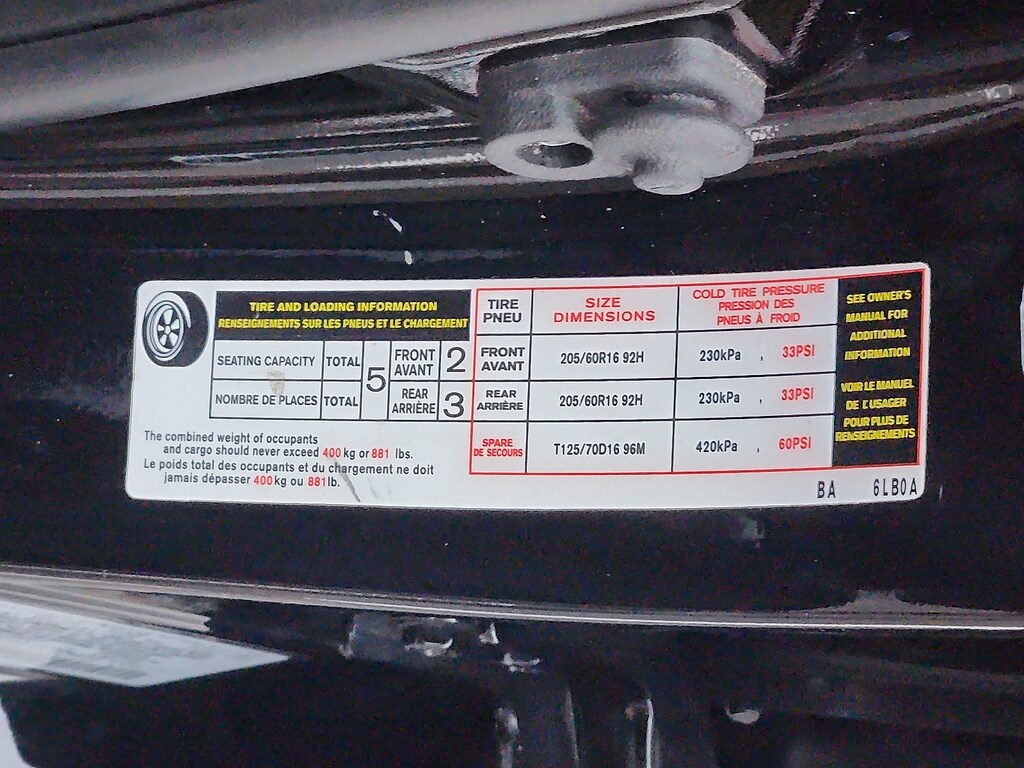 TIRE AND LOADING INFORMATION
RENSEIGNEMENTS SUR LES PNEUS ET LE CHARGEMENT
SEATING CAPACITY TOTAL 5 FRONT AVANT 2
NOMBRE DE PLACES TOTAL REAR ARRIÈRE 3
The combined weight of occupants
and cargo should never exceed 400 kg or 881 lbs.
Le poids total des occupants et du chargement ne doit
jamais dépasser 400 kg ou 881 lb.
TIRE PNEU SIZE DIMENSIONS COLD TIRE PRESSURE PRESSION DES PNEUS À FROID
FRONT AVANT 205/60R16 92H 230kPa , 33PSI
REAR ARRIÈRE 205/60R16 92H 230kPa , 33PSI
SPARE DE SECOURS T125/70D16 96M 420kPa , 60PSI
SEE OWNER'S
MANUAL FOR
ADDITIONAL
INFORMATION
VOIR LE MANUEL
DE L'USAGER
POUR PLUS DE
RENSEIGNEMENTS
BA 6LB0A